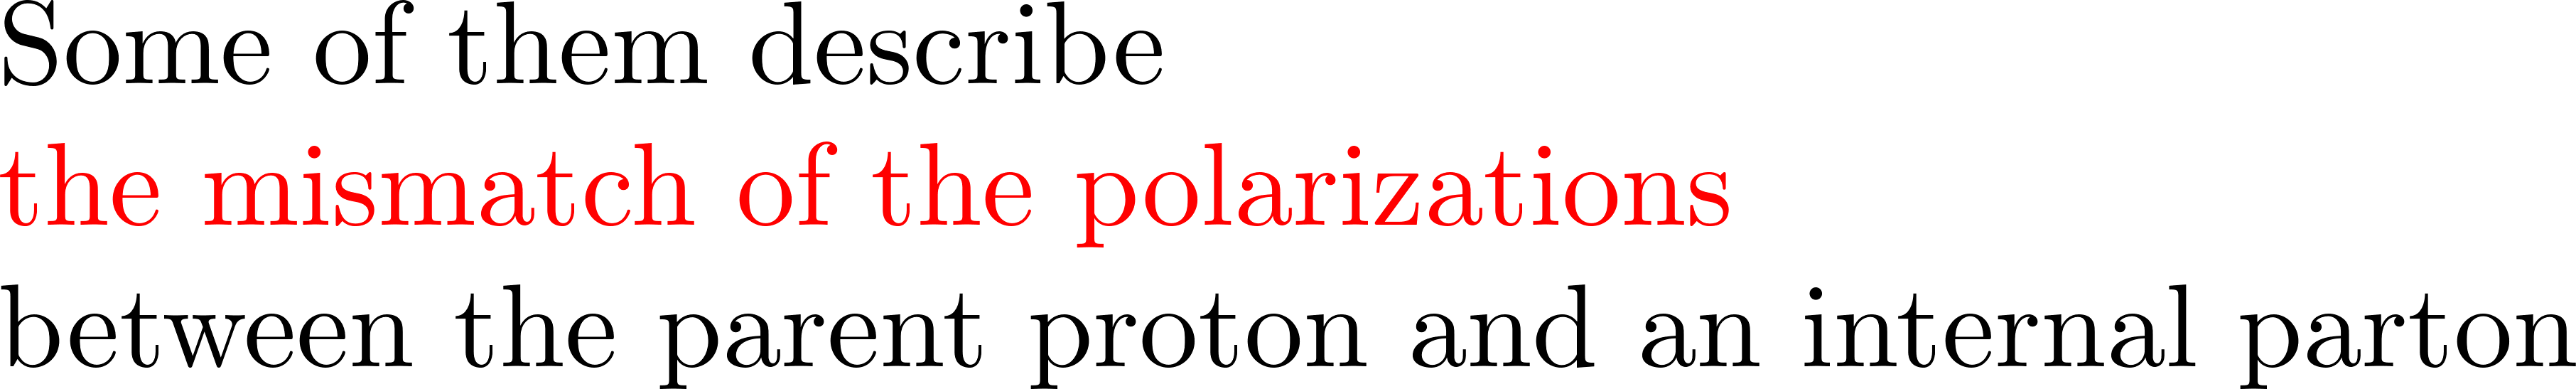 Some of them describe
the mismatch of the polarizations
between the parent proton and an internal parton